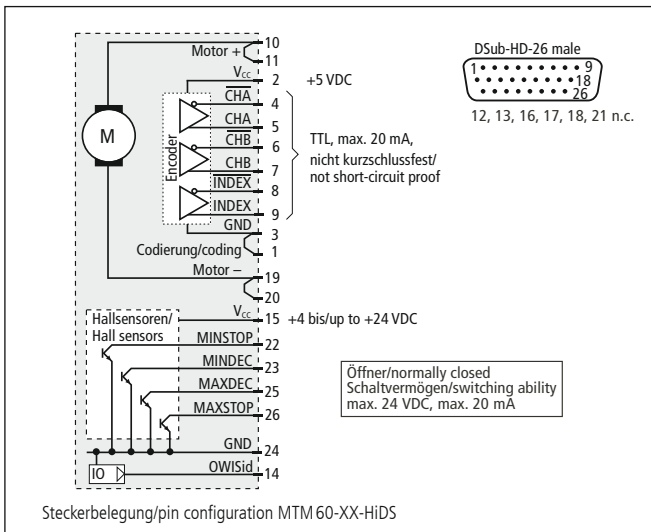 10
Motor +
11
Vcc
2
+5 VDC
CHA
4
CHA
5
CHB
6
CHB
7
INDEX
8
INDEX
9
GND
3
Codierung/coding
1
Motor –
19
20
M
Encoder
TTL, max. 20 mA,
nicht kurzschlussfest/
not short-circuit proof
DSub-HD-26 male
1
9
18
26
12, 13, 16, 17, 18, 21 n.c.
Hallsensoren/
Hall sensors
Vcc
15
+4 bis/up to +24 VDC
MINSTOP
22
MINDEC
23
MAXDEC
25
MAXSTOP
26
GND
24
IO
OWISid
14
Öffner/normally closed
Schaltvermögen/switching ability
max. 24 VDC, max. 20 mA
Steckerbelegung/pin configuration MTM 60-XX-HiDS